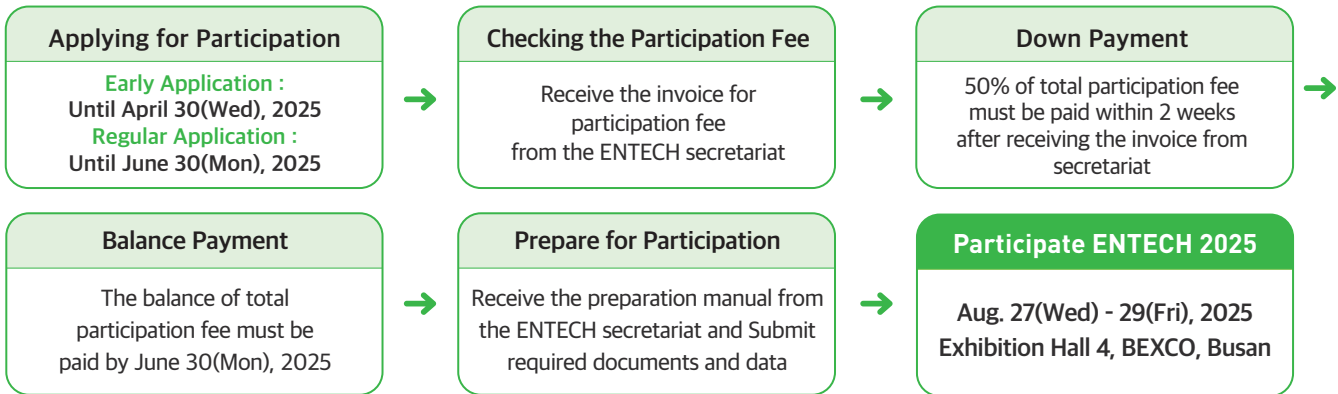 Applying for Participation
Early Application :
Until April 30(Wed), 2025
Regular Application :
Until June 30(Mon), 2025
Checking the Participation Fee
Receive the invoice for
participation fee
from the ENTECH secretariat
Down Payment
50% of total participation fee
must be paid within 2 weeks
after receiving the invoice from
secretariat
Balance Payment
The balance of total
participation fee must be
paid by June 30(Mon), 2025
Prepare for Participation
Receive the preparation manual from
the ENTECH secretariat and Submit
required documents and data
Participate ENTECH 2025
Aug. 27(Wed) - 29(Fri), 2025
Exhibition Hall 4, BEXCO, Busan